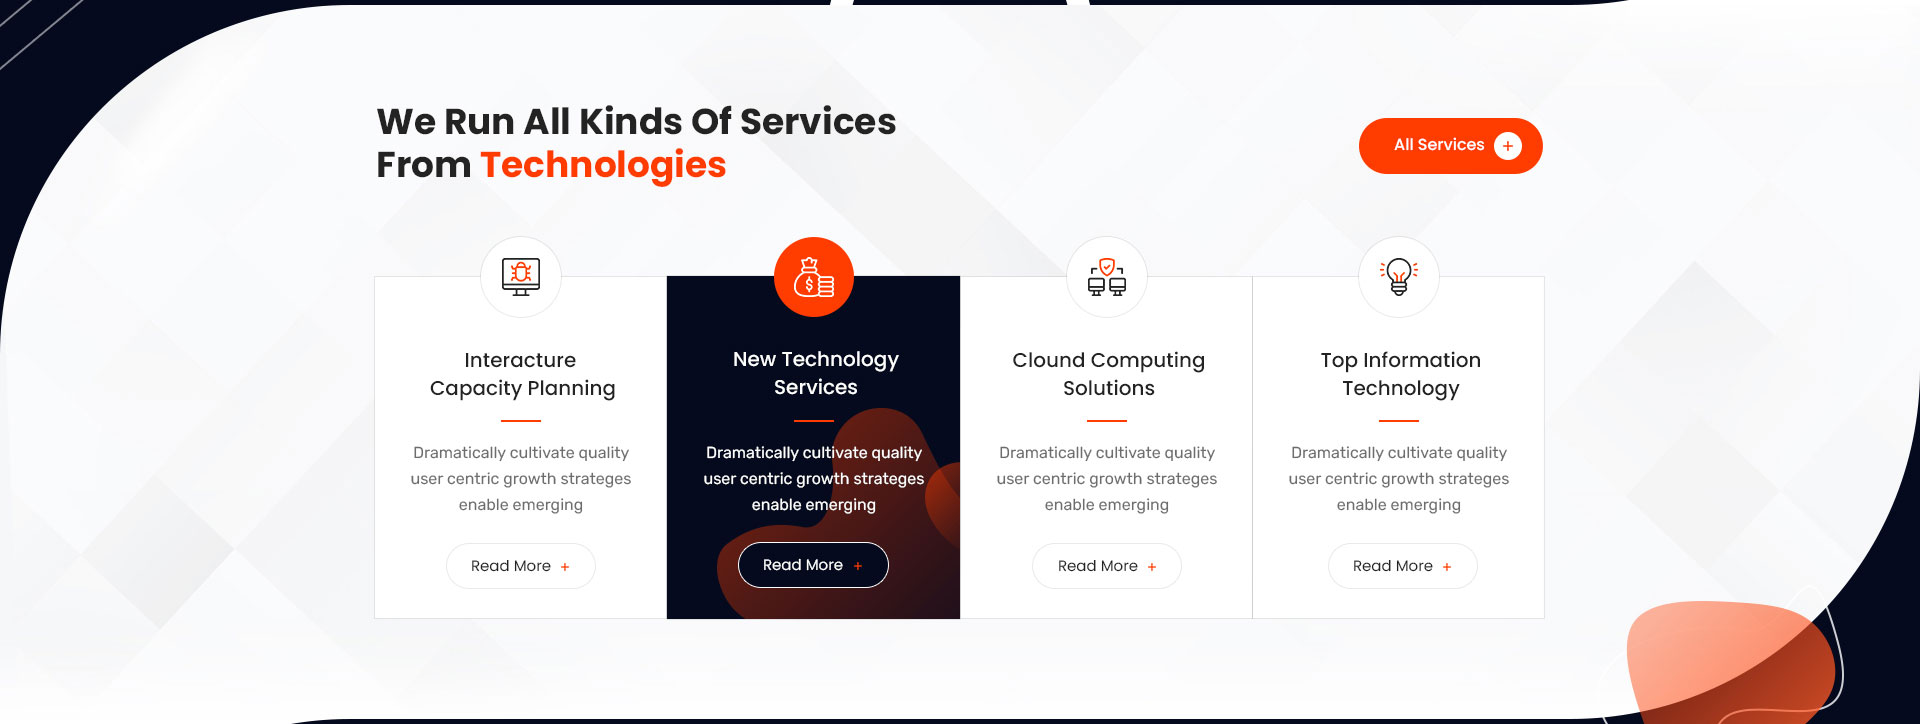 We Run All Kinds Of Services
From Technologies
All Services +
Interacture
Capacity Planning
Dramatically cultivate quality
user centric growth strateges
enable emerging
Read More +
$
New Technology
Services
Dramatically cultivate quality
user centric growth strateges
enable emerging
Read More +
Clound Computing
Solutions
Dramatically cultivate quality
user centric growth strateges
enable emerging
Read More +
Top Information
Technology
Dramatically cultivate quality
user centric growth strateges
enable emerging
Read More +